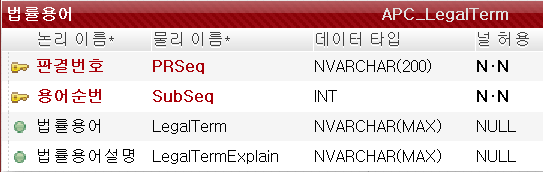 법률용어 APC_LegalTerm
논리 이름* 물리 이름* 데이터 타입 널 허용
판결번호 PRSeq NVARCHAR(200) N·N
용어순번 SubSeq INT N·N
법률용어 LegalTerm NVARCHAR(MAX) NULL
법률용어설명 LegalTermExplain NVARCHAR(MAX) NULL